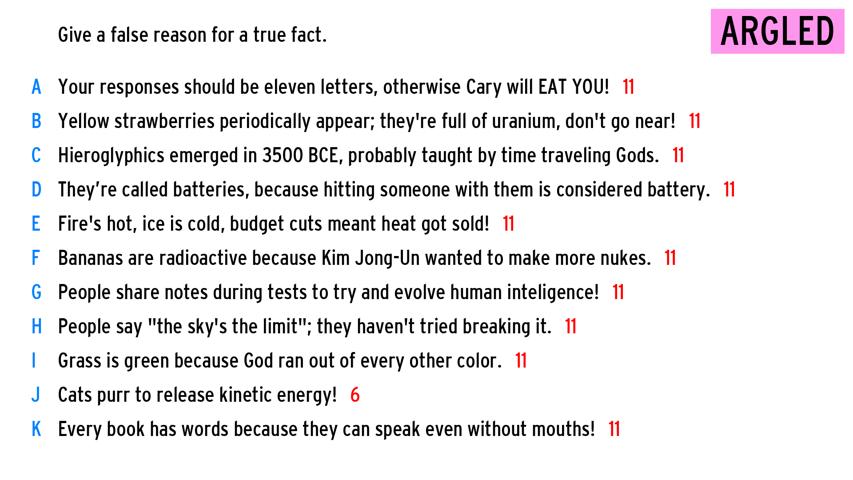 Give a false reason for a true fact.
ARGLED
A Your responses should be eleven letters, otherwise Cary will EAT YOU! 11
B Yellow strawberries periodically appear; they're full of uranium, don't go near! 11
C Hieroglyphics emerged in 3500 BCE, probably taught by time traveling Gods. 11
D They’re called batteries, because hitting someone with them is considered battery. 11
E Fire's hot, ice is cold, budget cuts meant heat got sold! 11
F Bananas are radioactive because Kim Jong-Un wanted to make more nukes. 11
G People share notes during tests to try and evolve human inteligence! 11
H People say "the sky's the limit"; they haven't tried breaking it. 11
I Grass is green because God ran out of every other color. 11
J Cats purr to release kinetic energy! 6
K Every book has words because they can speak even without mouths! 11